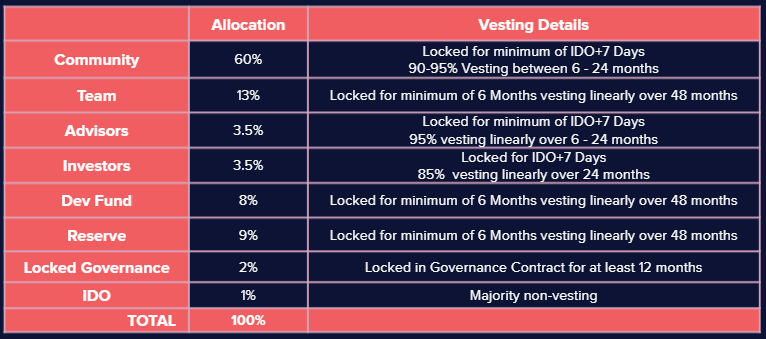 Allocation Vesting Details
Community 60% Locked for minimum of IDO+7 Days
90-95% Vesting between 6 - 24 months
Team 13% Locked for minimum of 6 Months vesting linearly over 48 months
Advisors 3.5% Locked for minimum of IDO+7 Days
95% vesting linearly over 6 - 24 months
Investors 3.5% Locked for IDO+7 Days
85% vesting linearly over 24 months
Dev Fund 8% Locked for minimum of 6 Months vesting linearly over 48 months
Reserve 9% Locked for minimum of 6 Months vesting linearly over 48 months
Locked Governance 2% Locked in Governance Contract for at least 12 months
IDO 1% Majority non-vesting
TOTAL 100%